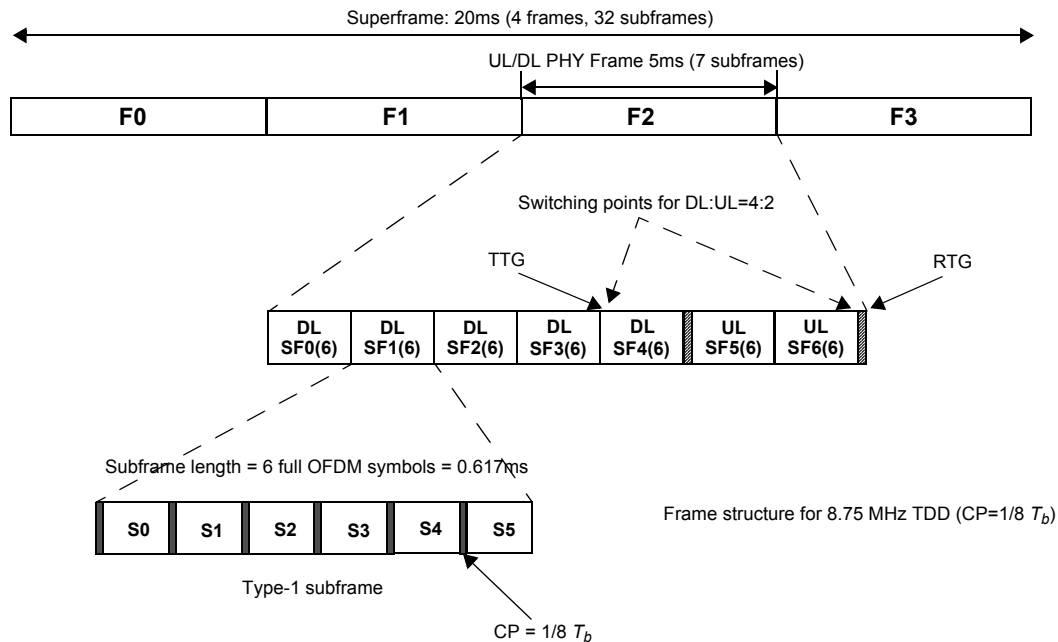 Superframe: 20ms (4 frames, 32 subframes)
UL/DL PHY Frame 5ms (7 subframes)
F0 F1 F2 F3
Switching points for DL:UL=4:2
TTG RTG
DL DL DL DL DL UL UL
SF0(6) SF1(6) SF2(6) SF3(6) SF4(6) SF5(6) SF6(6)
Subframe length = 6 full OFDM symbols = 0.617ms
S0 S1 S2 S3 S4 S5
Frame structure for 8.75 MHz TDD (CP=1/8 Tb)
Type-1 subframe
CP = 1/8 Tb